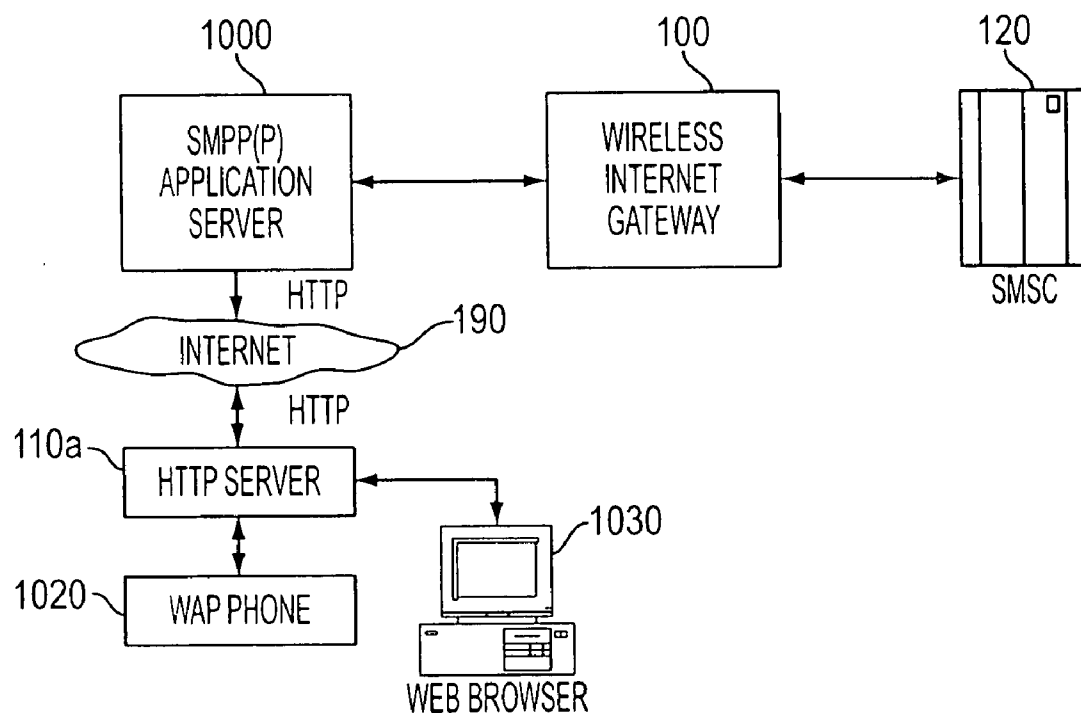 1000
100
120
SMPP(P)
APPLICATION
SERVER
WIRELESS
INTERNET
GATEWAY
SMSC
HTTP
190
INTERNET
HTTP
110a
HTTP SERVER
1030
1020
WAP PHONE
WEB BROWSER